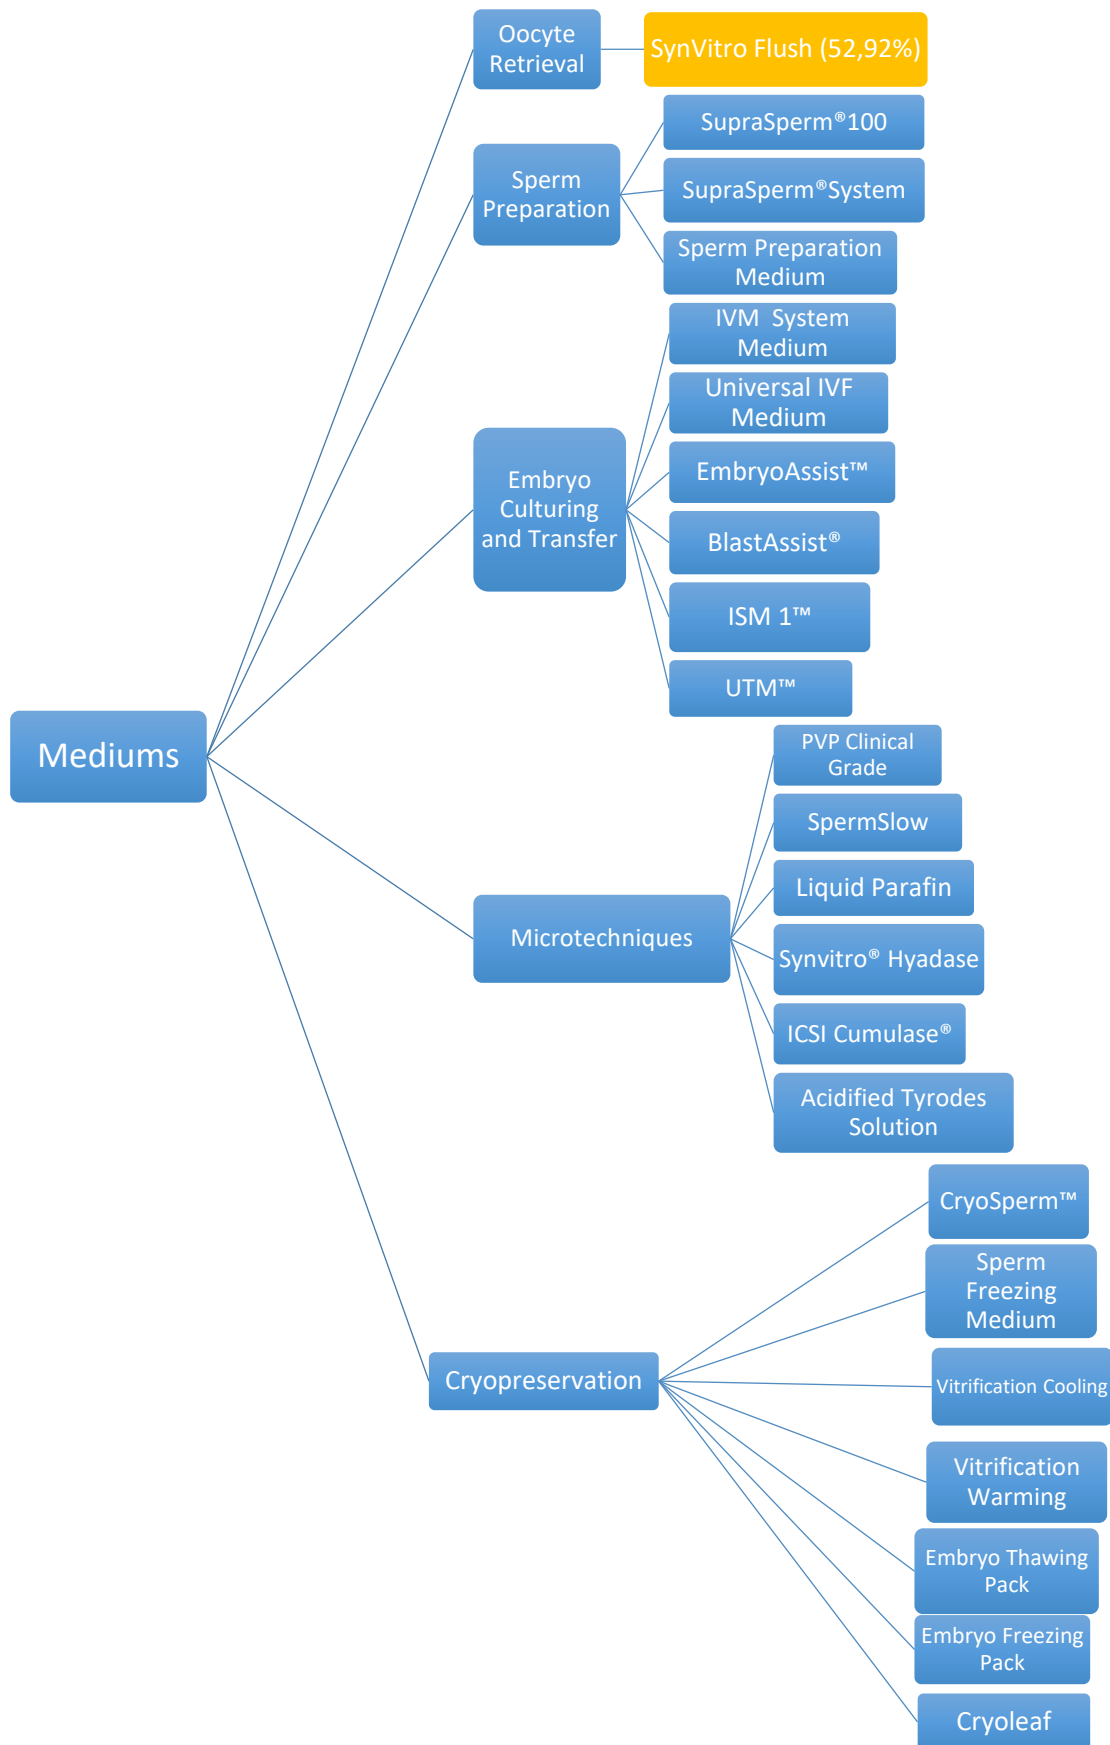 Oocyte
Retrieval
SynVitro Flush (52,92%)
SupraSperm®100
Sperm
Preparation
SupraSperm®System
Sperm Preparation
Medium
IVM System
Medium
Universal IVF
Medium
Embryo
Culturing
and Transfer
EmbryoAssist™
BlastAssist®
ISM 1™
UTM™
Mediums
PVP Clinical
Grade
SpermSlow
Liquid Parafin
Microtechniques
Synvitro® Hyadase
ICSI Cumulase®
Acidified Tyrodes
Solution
CryoSperm™
Sperm
Freezing
Medium
Cryopreservation
Vitrification Cooling
Vitrification
Warming
Embryo Thawing
Pack
Embryo Freezing
Pack
Cryoleaf